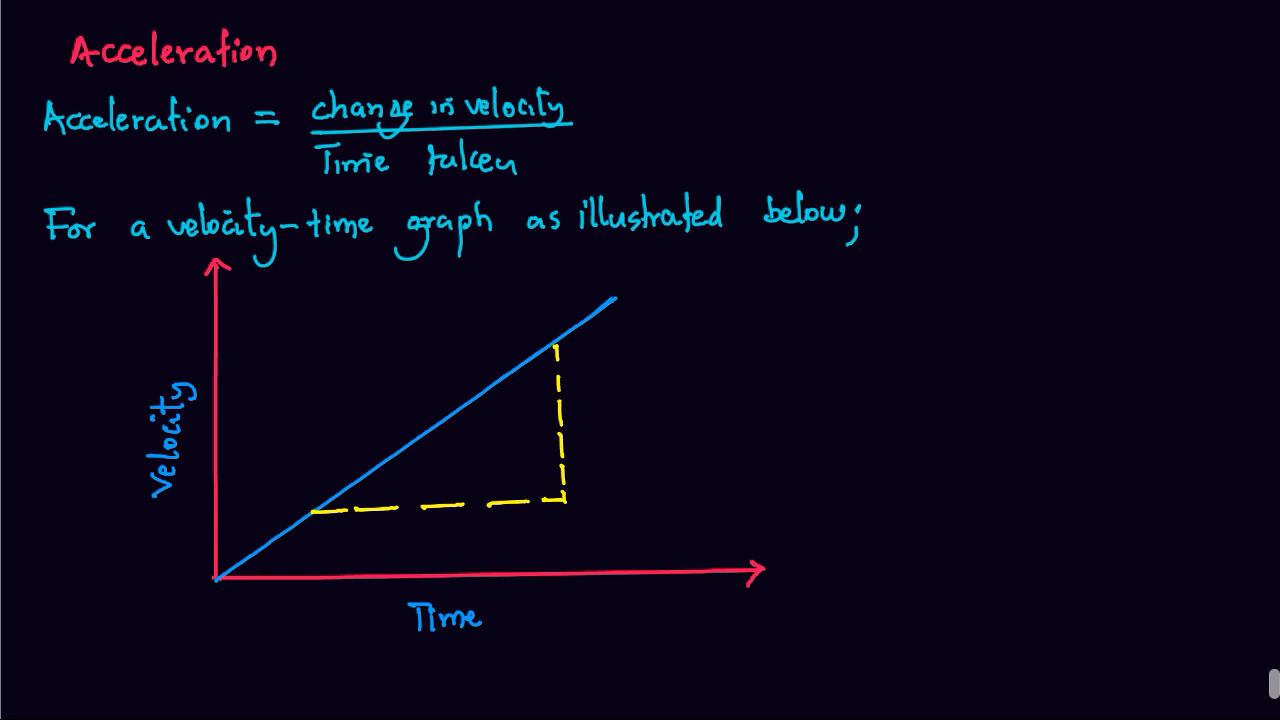 Acceleration
Acceleration = change in velocity
Time taken
For a velocity-time graph as illustrated below;
Velocity
Time